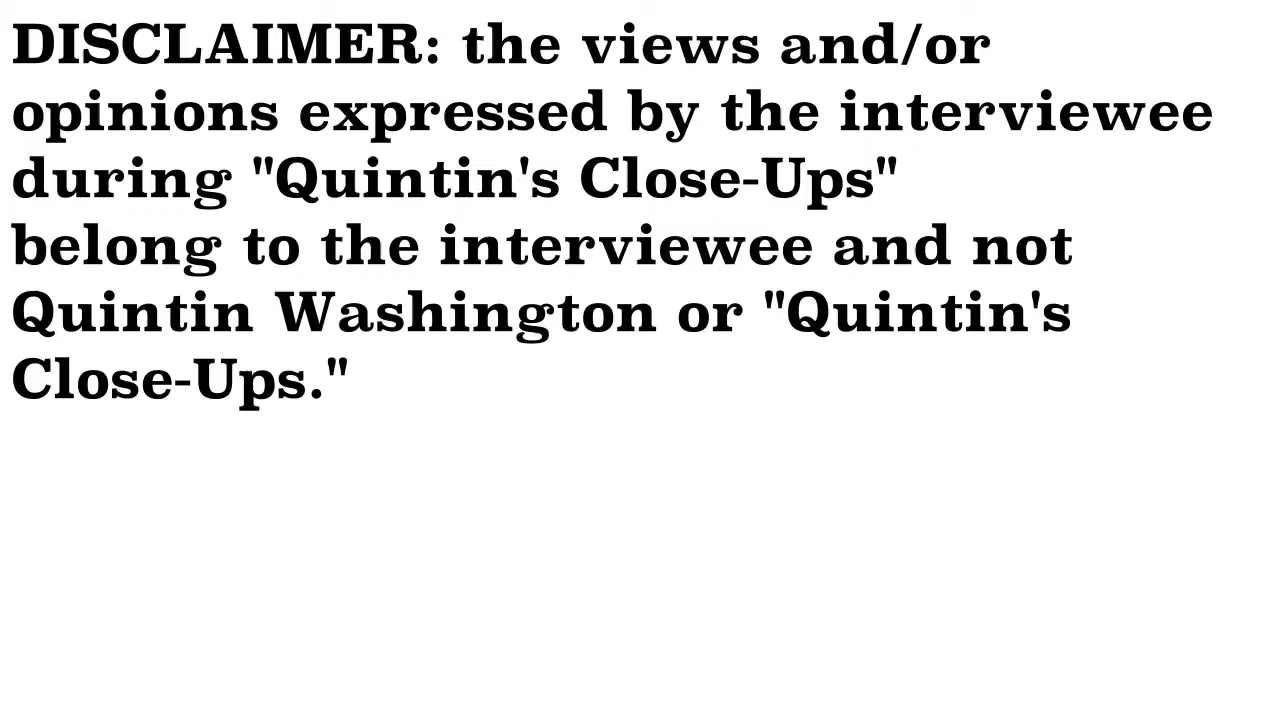 DISCLAIMER: the views and/or
opinions expressed by the interviewee
during "Quintin's Close-Ups"
belong to the interviewee and not
Quintin Washington or "Quintin's
Close-Ups."